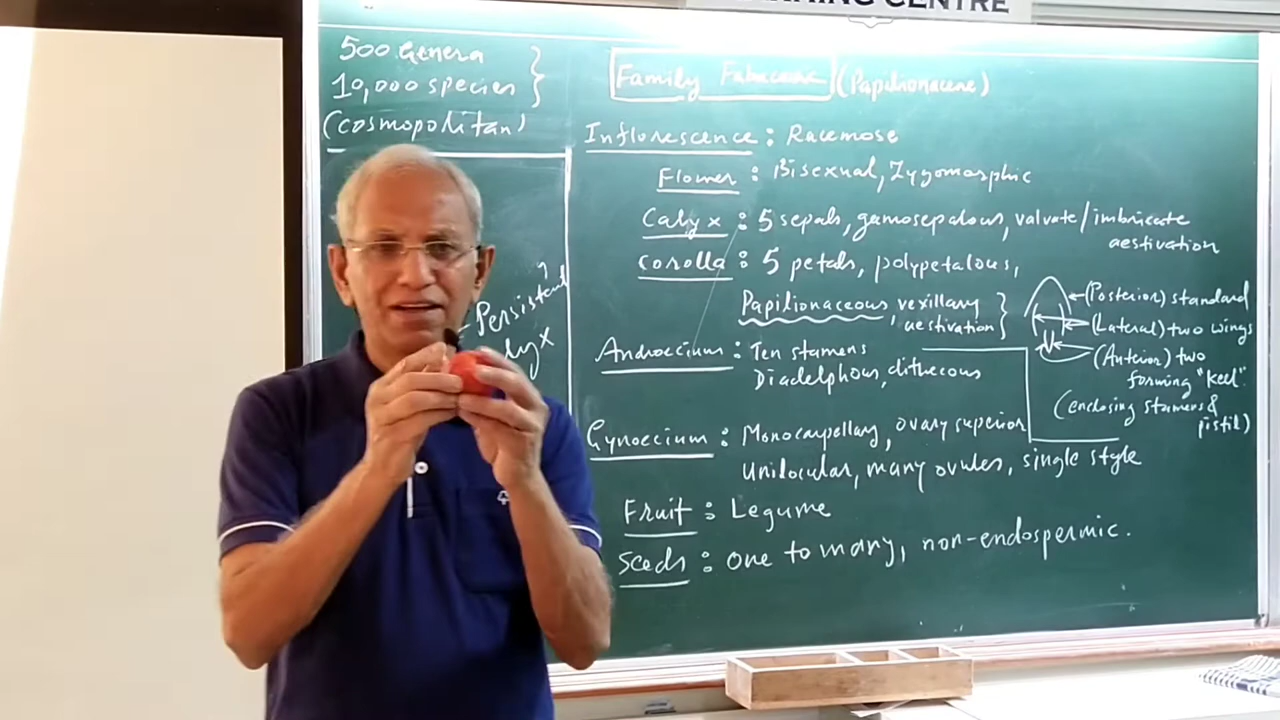 LEARNING CENTRE
500 Genera
10,000 species
(cosmopolitan)
Persistent
calyx
Family Fabaceae (Papilionaceae)
Inflorescence : Racemose
Flower : Bisexual, Zygomorphic
Calyx : 5 sepals, gamosepalous, valvate/imbricate
aestivation
Corolla : 5 petals, polypetalous,
Papilionaceous, vexillary
aestivation
(Posterior) standard
(Lateral) two wings
(Anterior) two
forming "keel".
(enclosing stamens &
pistil)
Androecium : Ten stamens
Diadelphous, dithecous
Gynoecium : Monocarpellary, ovary superior
Unilocular, many ovules, single style
Fruit : Legume
Seeds : one to many, non-endospermic.